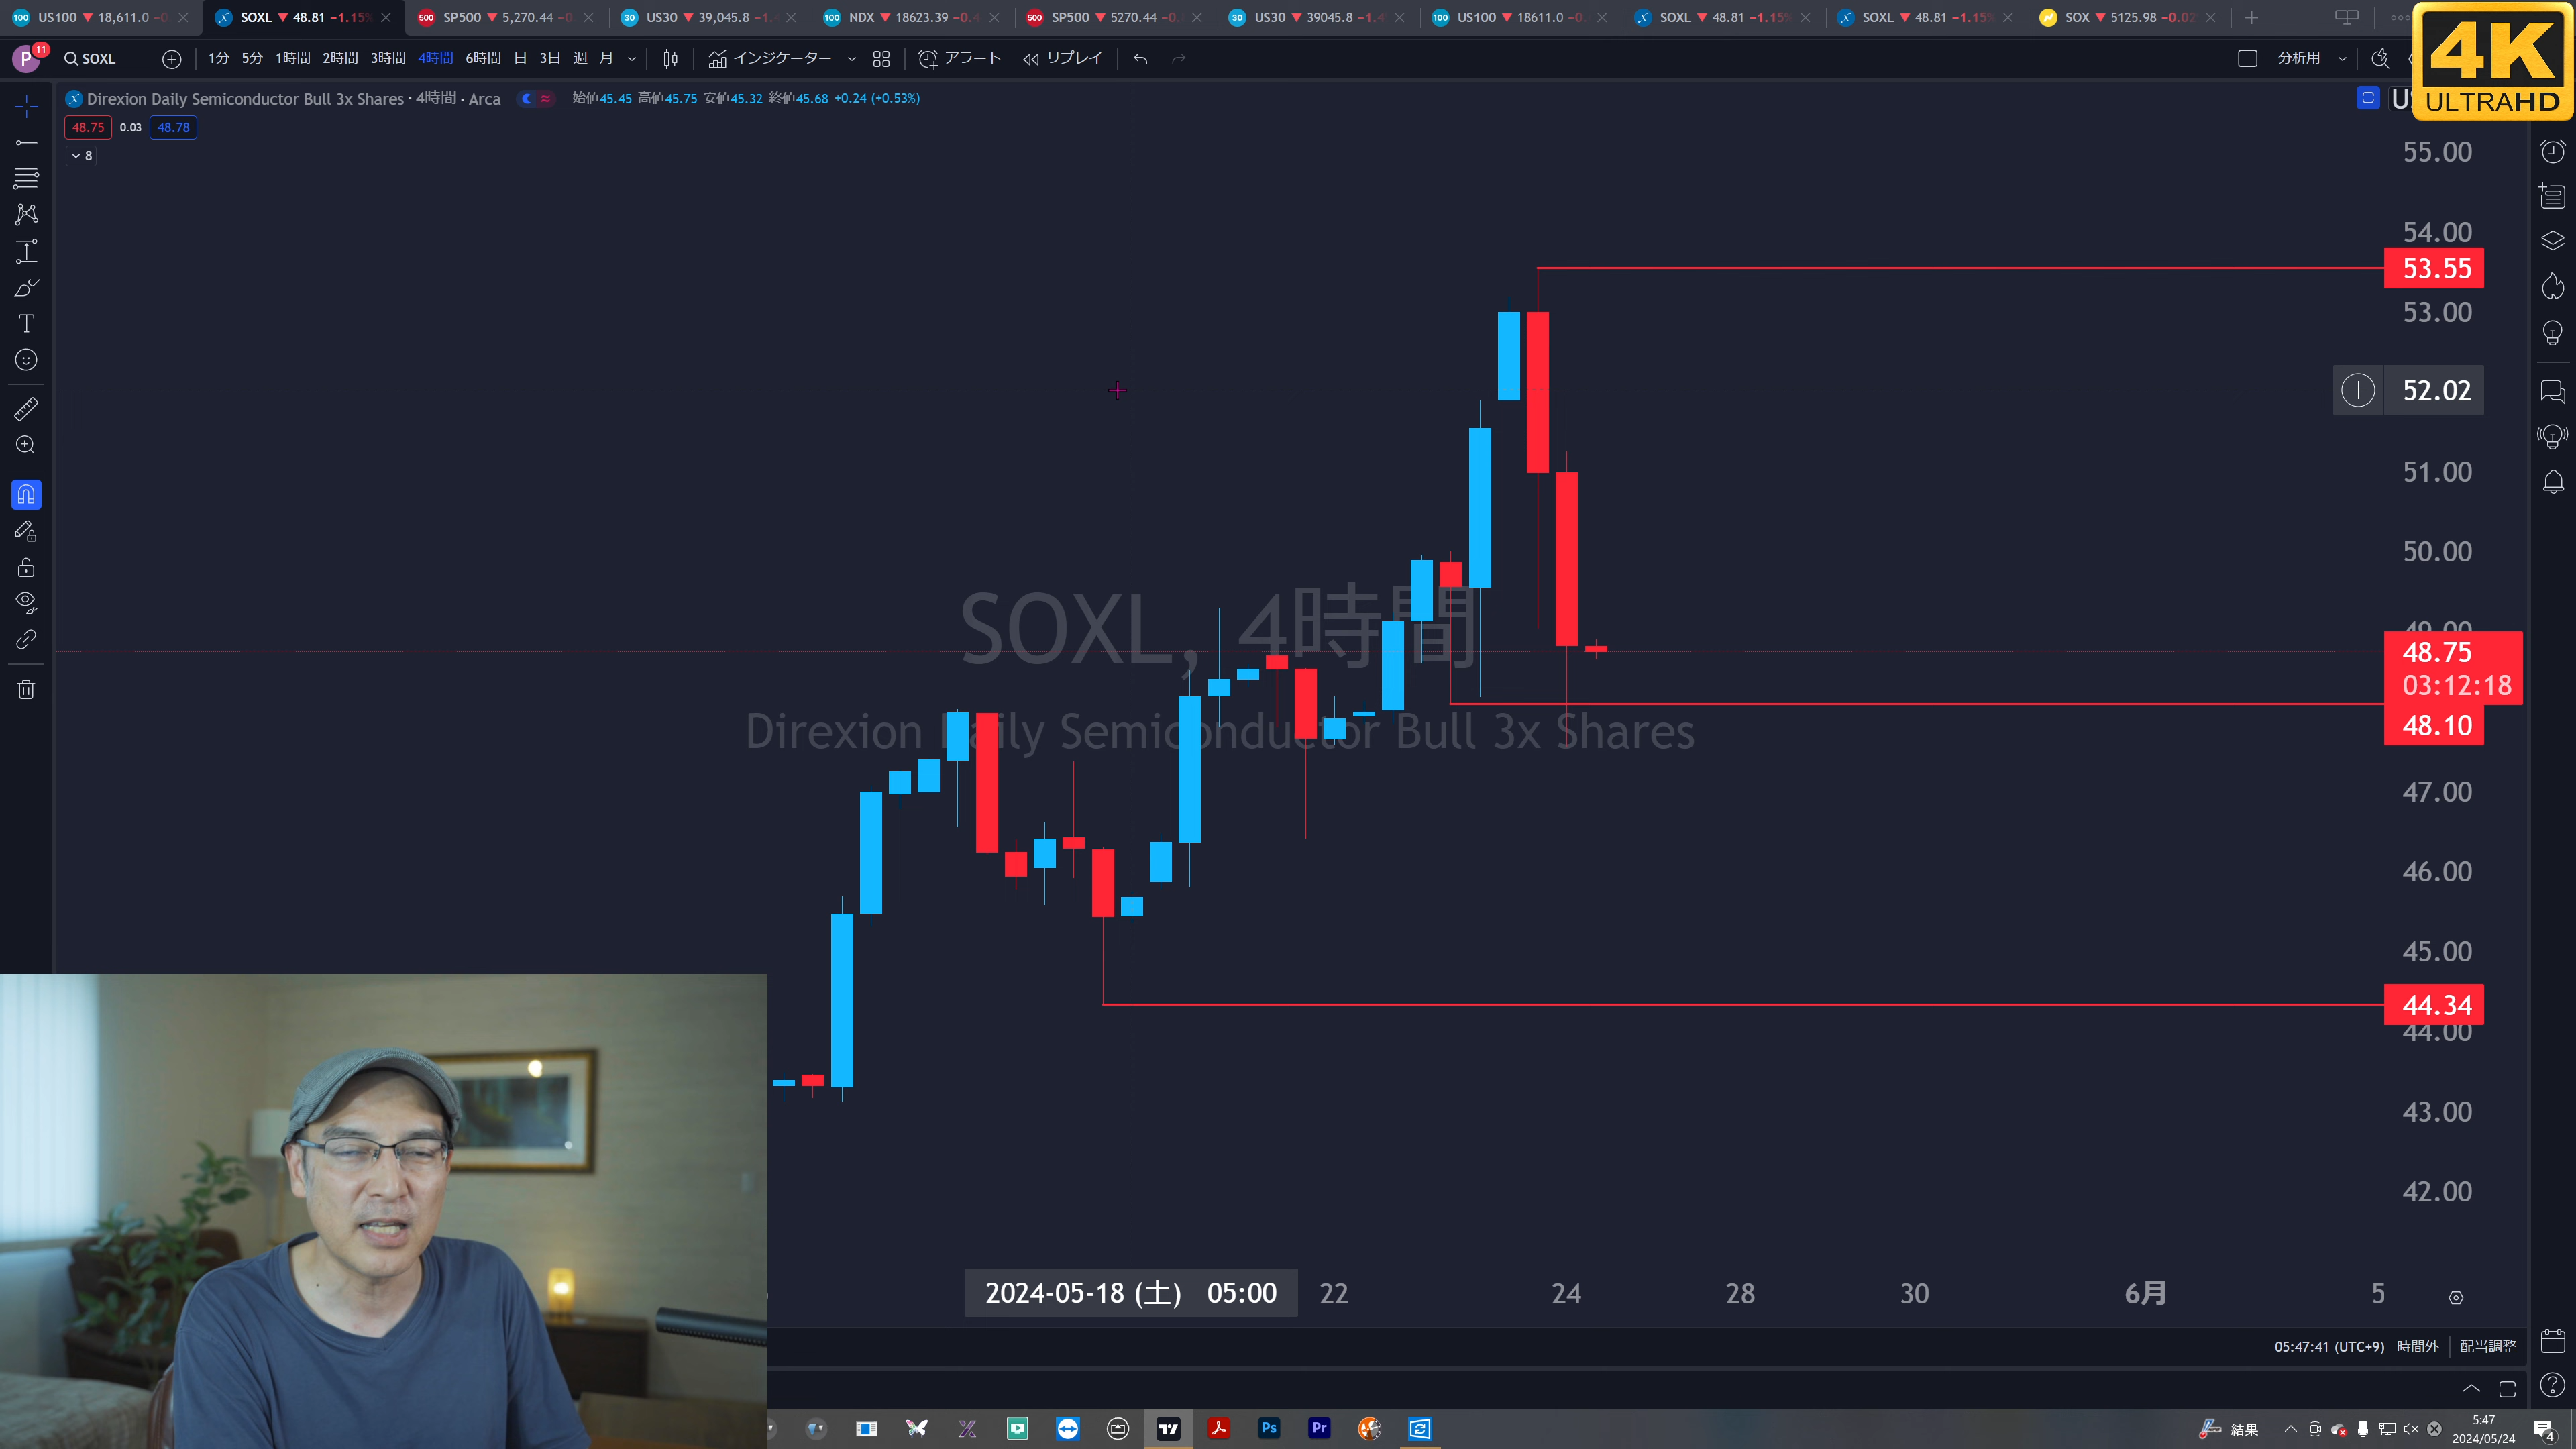 US100 ▼ 18,611.0
SOXL ▼ 48.81 −1.15%
SP500 ▼ 5,270.44
US30 ▼ 39,045.8
NDX ▼ 18623.39
SP500 ▼ 5270.44
US30 ▼ 39045.8
US100 ▼ 18611.0
SOXL ▼ 48.81 −1.15%
SOXL ▼ 48.81 −1.15%
SOX ▼ 5125.98 −0.02
4K
ULTRA HD
P 11 SOXL 1分 5分 1時間 2時間 3時間 4時間 6時間 日 3日 週 月 インジケーター アラート リプレイ 分析用
Direxion Daily Semiconductor Bull 3x Shares · 4時間 · Arca 始値45.45 高値45.75 安値45.32 終値45.68 +0.24 (+0.53%)
48.75 0.03 48.78
8
55.00
54.00
53.55
53.00
52.02
51.00
50.00
49.00
48.75
03:12:18
48.10
47.00
46.00
45.00
44.34
44.00
43.00
42.00
SOXL, 4時間
Direxion Daily Semiconductor Bull 3x Shares
2024-05-18 (土) 05:00 22 24 28 30 6月 5
05:47:41 (UTC+9) 時間外 配当調整
Ps Pr
結果
5:47
2024/05/24
4